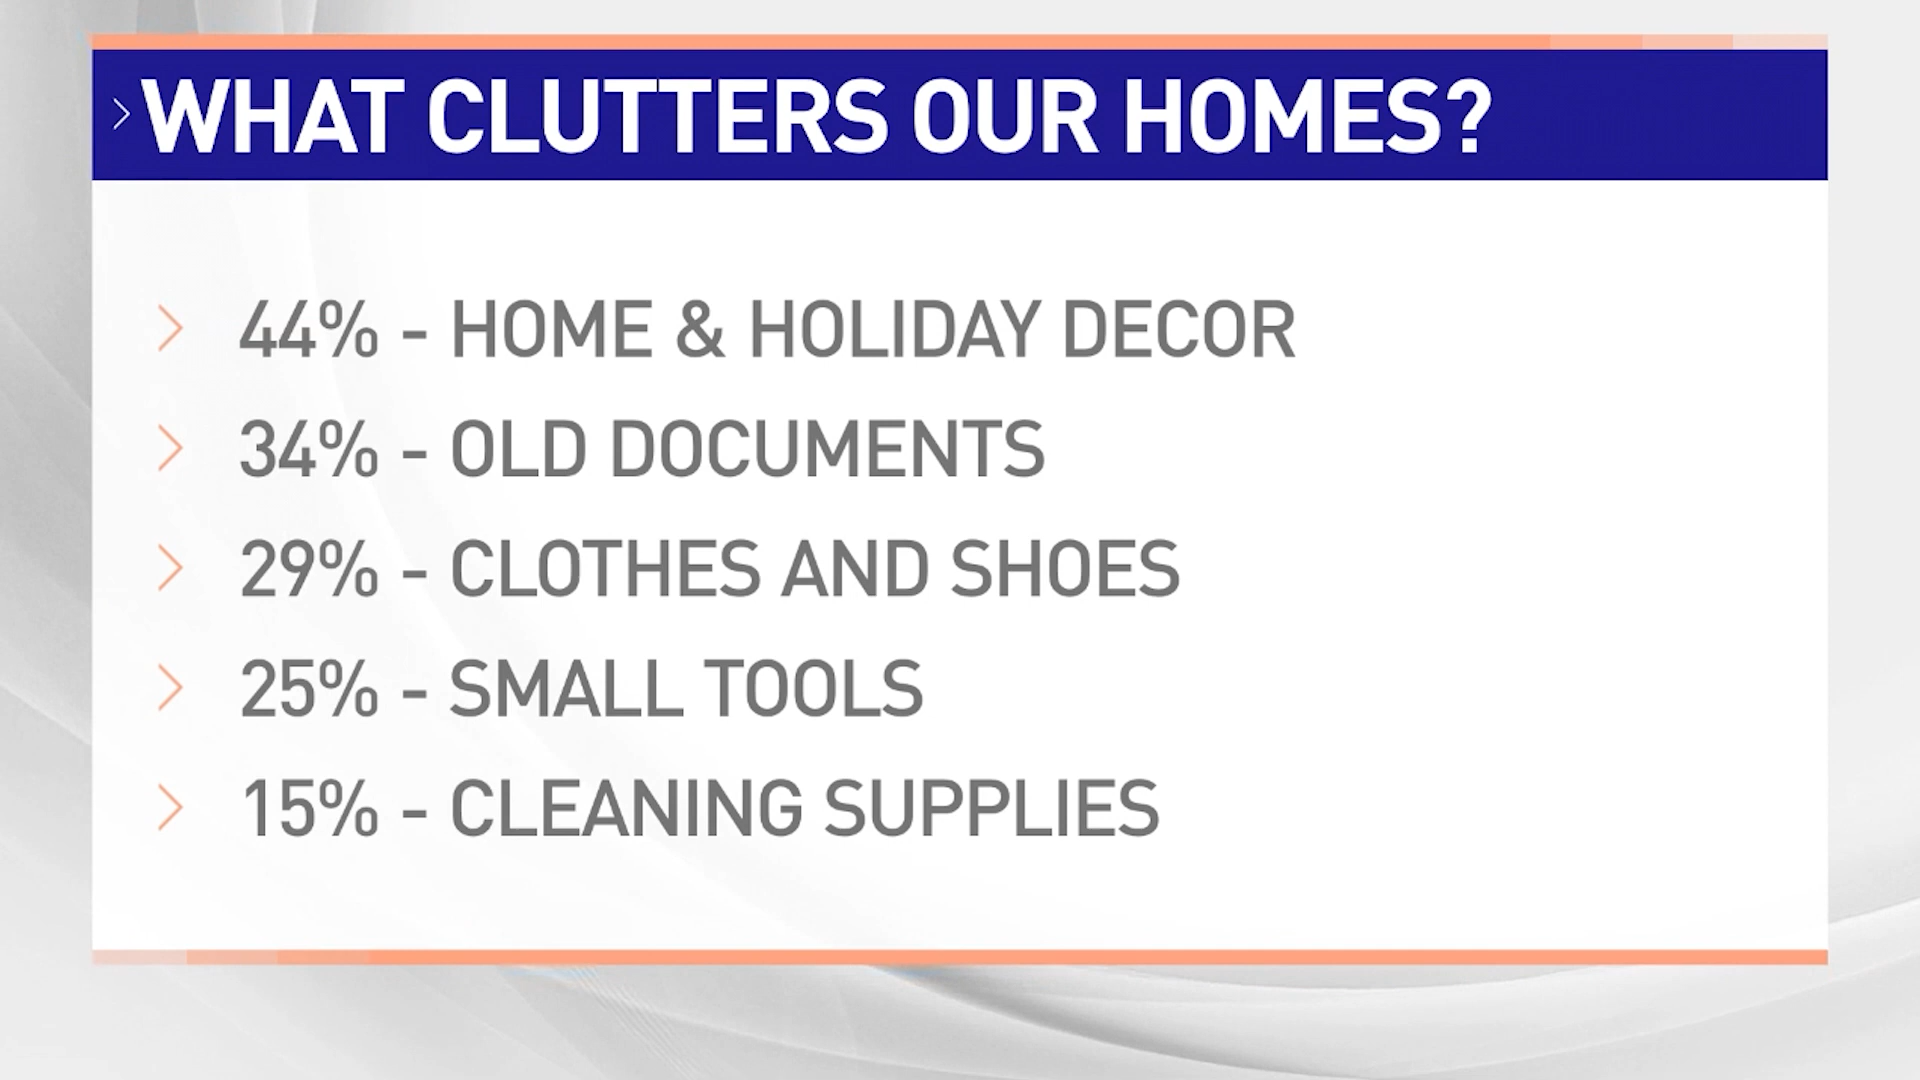 WHAT CLUTTERS OUR HOMES?
44% - HOME & HOLIDAY DECOR
34% - OLD DOCUMENTS
29% - CLOTHES AND SHOES
25% - SMALL TOOLS
15% - CLEANING SUPPLIES